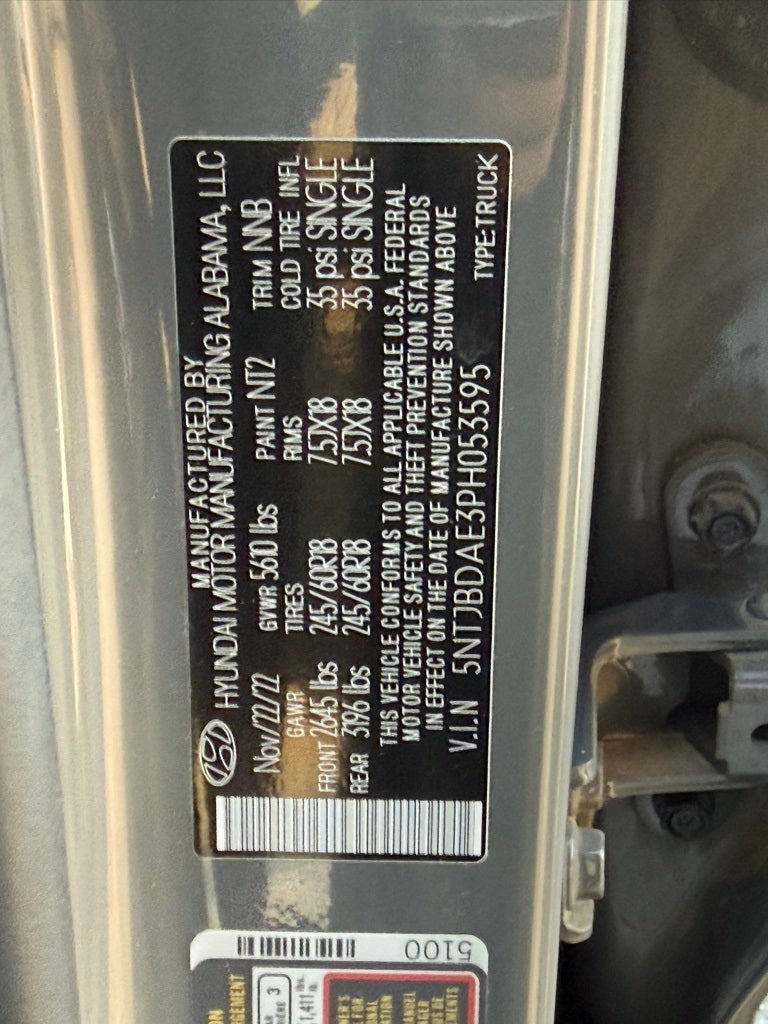 MANUFACTURED BY
HYUNDAI MOTOR MANUFACTURING ALABAMA, LLC
Nov/22/22 GVWR 5610 lbs PAINT NT2 TRIM NNB
GAWR TIRES RIMS COLD TIRE INFL
FRONT 2645 lbs 245/60R18 7.5JX18 35 psi SINGLE
REAR 3196 lbs 245/60R18 7.5JX18 35 psi SINGLE
THIS VEHICLE CONFORMS TO ALL APPLICABLE U.S.A. FEDERAL
MOTOR VEHICLE SAFETY AND THEFT PREVENTION STANDARDS
IN EFFECT ON THE DATE OF MANUFACTURE SHOWN ABOVE
V.I.N 5NTJBDAE3PH053595 TYPE:TRUCK
5100
3
1,411